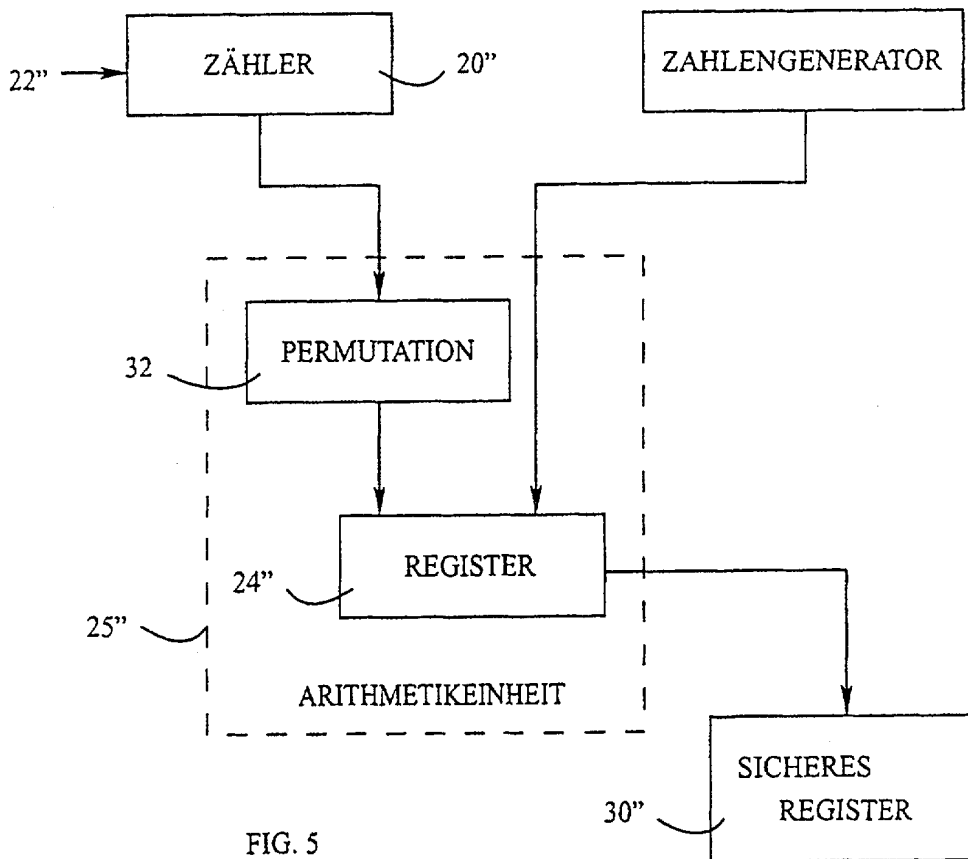 ZÄHLER
20”
22”
ZAHLENGENERATOR
PERMUTATION
32
REGISTER
24”
25”
ARITHMETIKEINHEIT
SICHERES
REGISTER
30”
FIG. 5